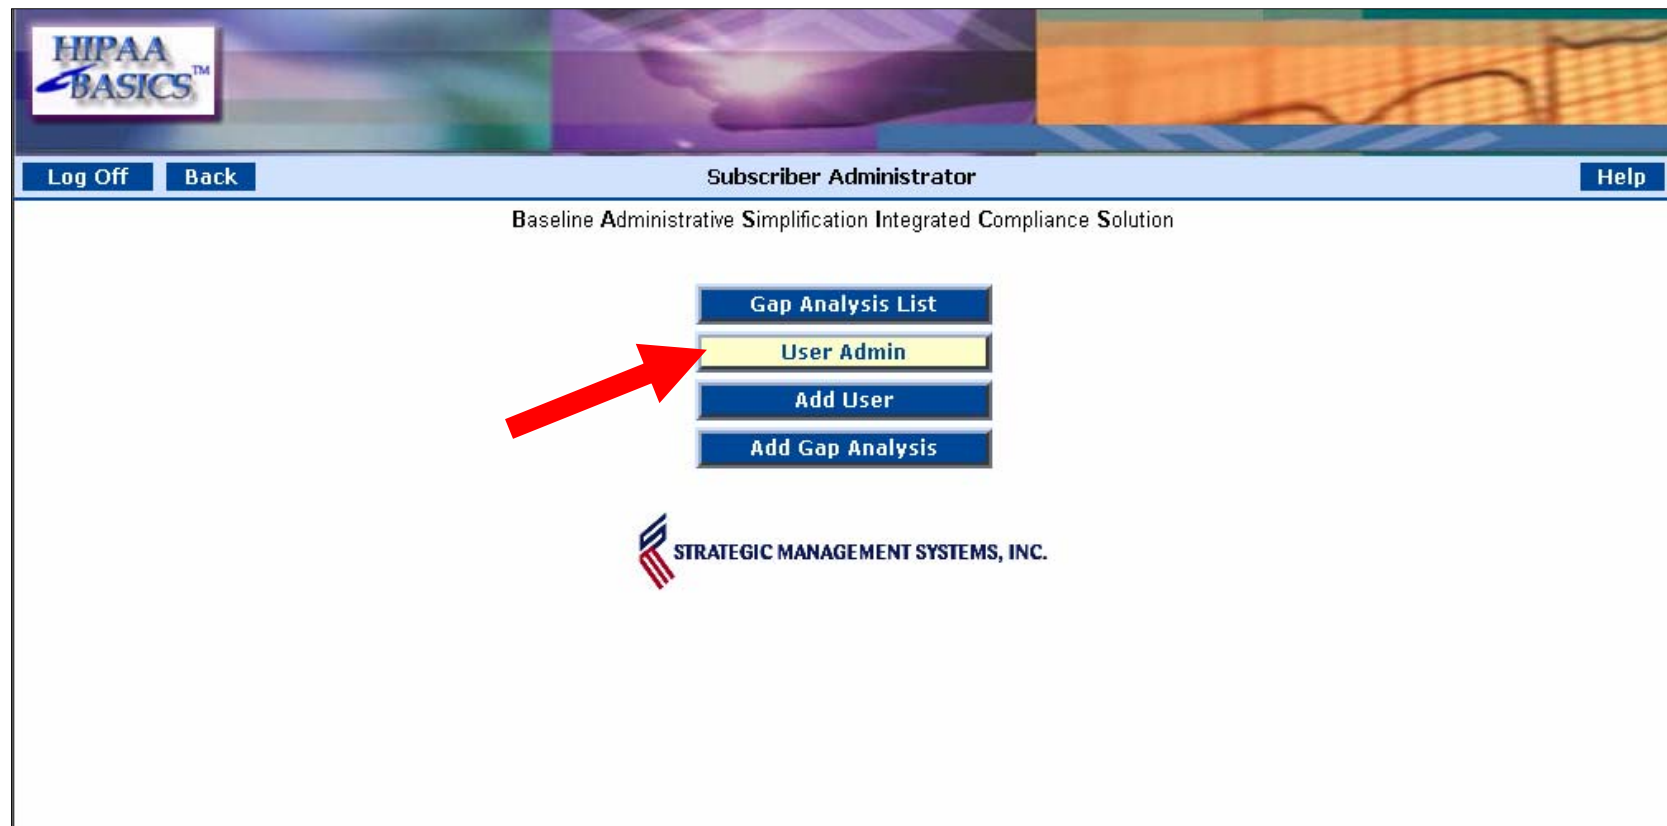 HIPAA
BASICS™
Log Off Back Subscriber Administrator Help
Baseline Administrative Simplification Integrated Compliance Solution
Gap Analysis List
User Admin
Add User
Add Gap Analysis
STRATEGIC MANAGEMENT SYSTEMS, INC.